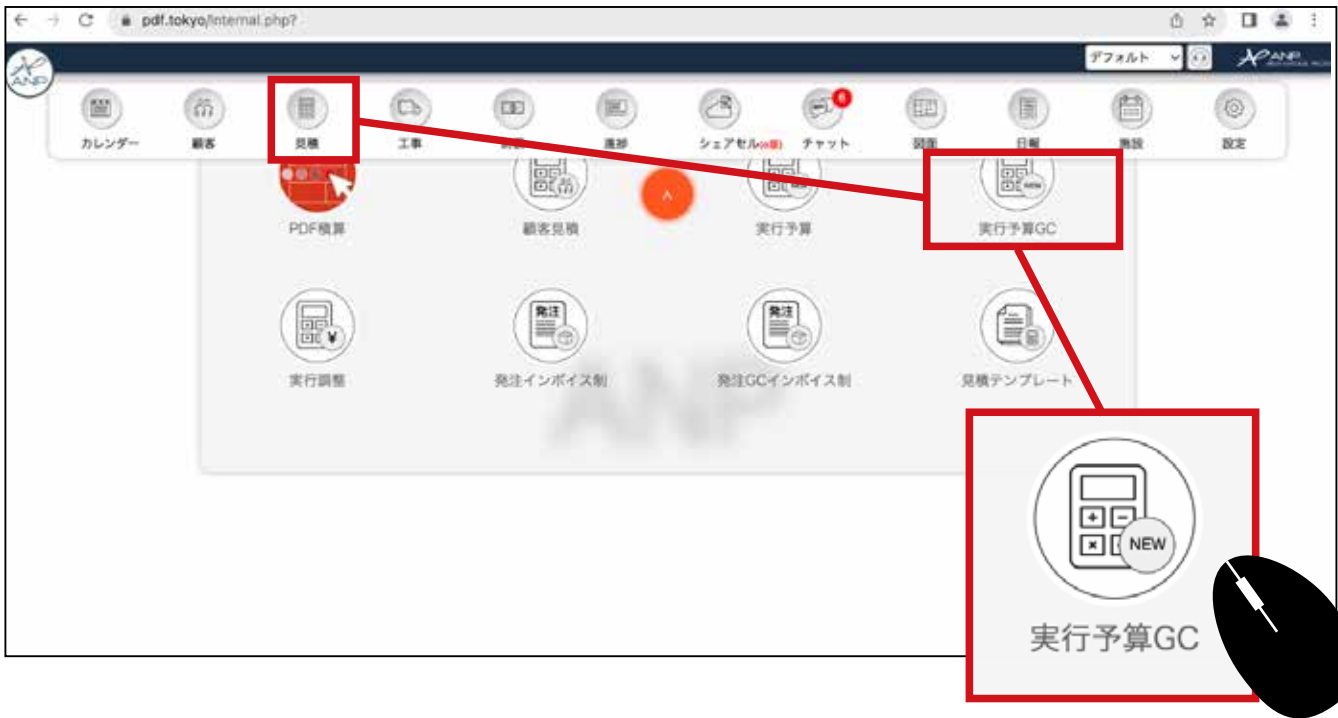 pdf.tokyo/internal.php?
デフォルト
ANP
ANP
カレンダー
顧客
見積
工事
進捗
シェアセル
6
チャット
図面
日報
施設
設定
PDF積算
顧客見積
実行予算
NEW
実行予算GC
¥
実行調整
発注
発注インボイス制
発注
発注GCインボイス制
見積テンプレート
ANP
NEW
実行予算GC